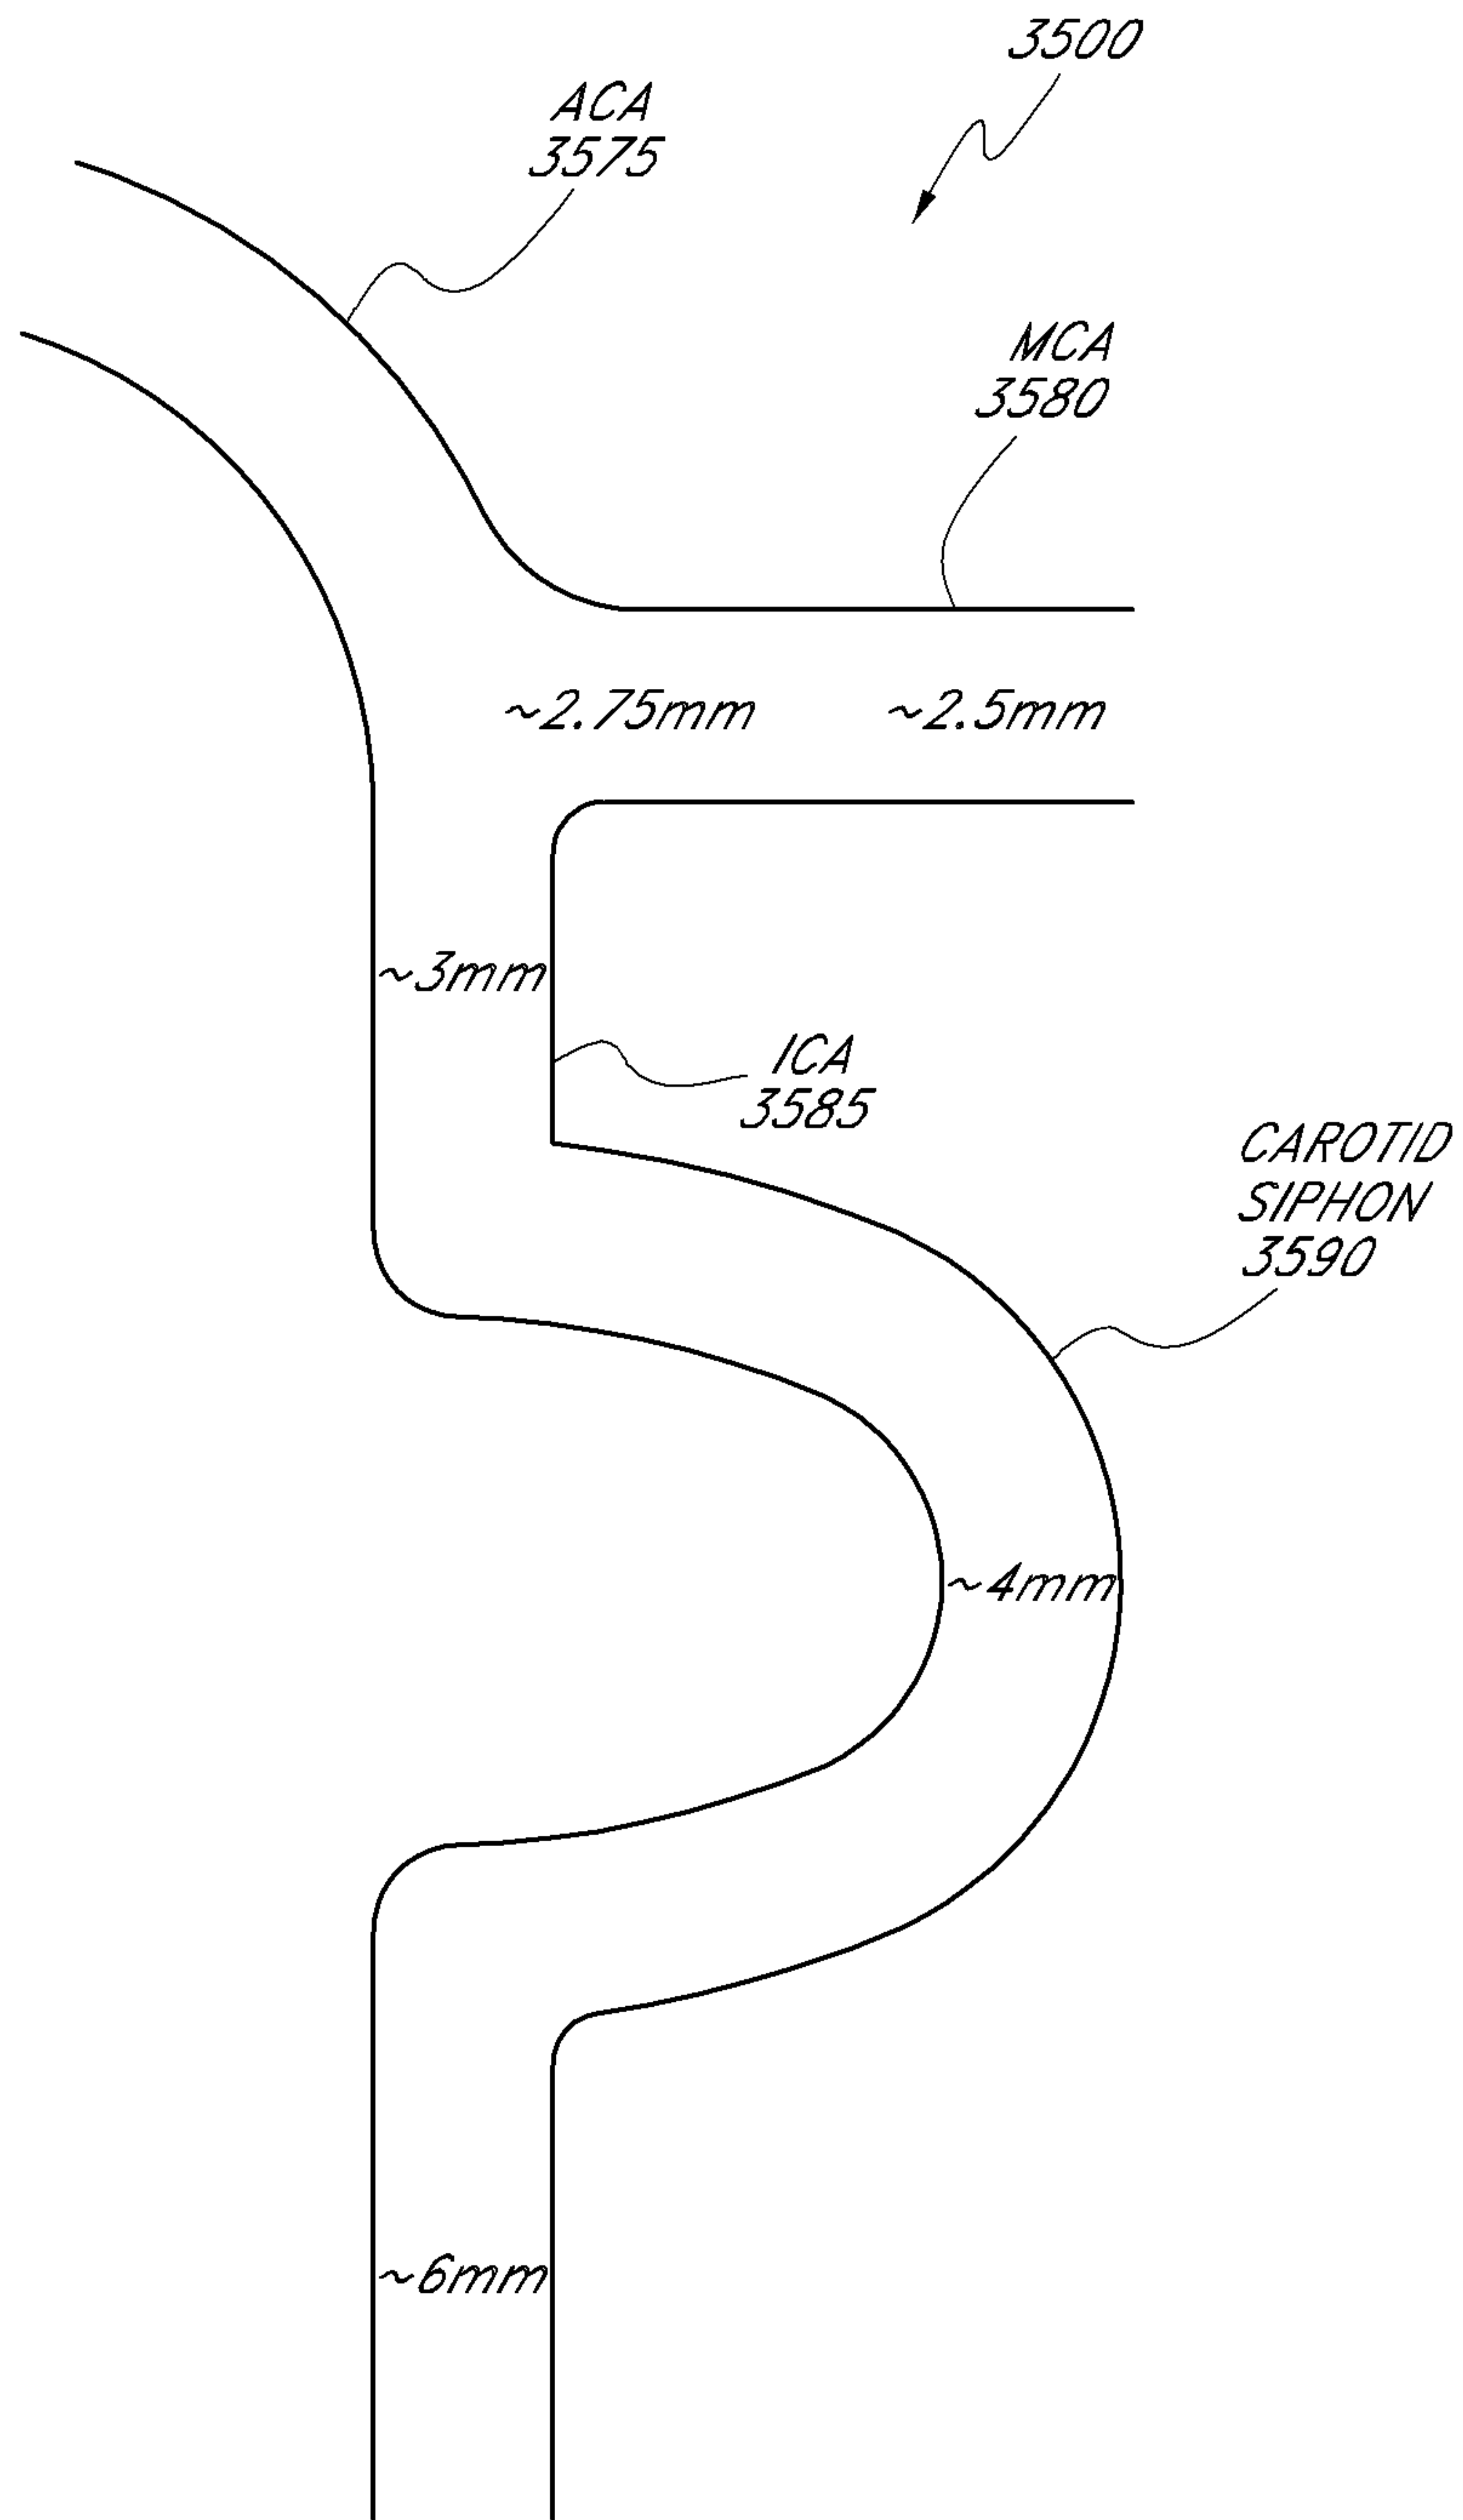 3500
ACA
3575
MCA
3580
~2.75mm
~2.5mm
~3mm
ICA
3585
CAROTID
SIPHON
3590
~4mm
~6mm